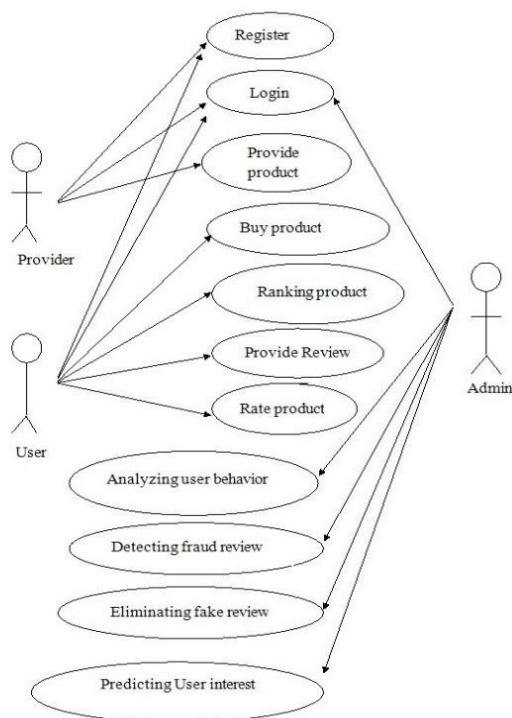 Register
Login
Provide
product
Provider
Buy product
Ranking product
Provide Review
Rate product
User
Admin
Analyzing user behavior
Detecting fraud review
Eliminating fake review
Predicting User interest